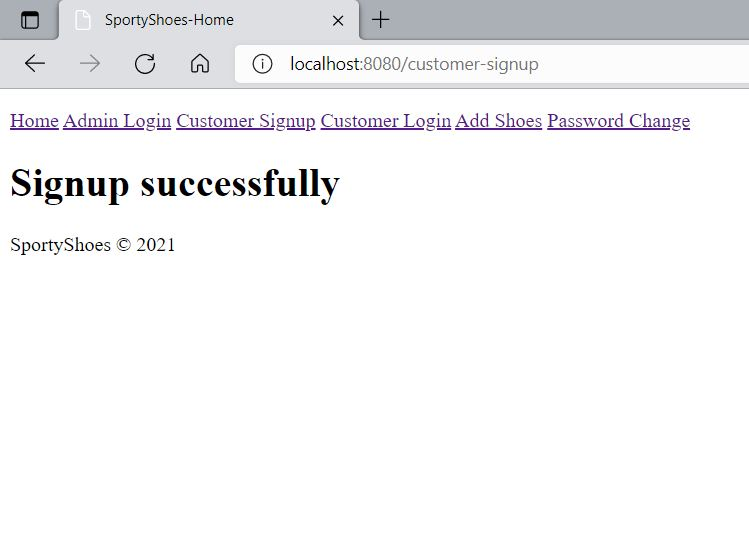 SportyShoes-Home
localhost:8080/customer-signup
Home Admin Login Customer Signup Customer Login Add Shoes Password Change
Signup successfully
SportyShoes © 2021